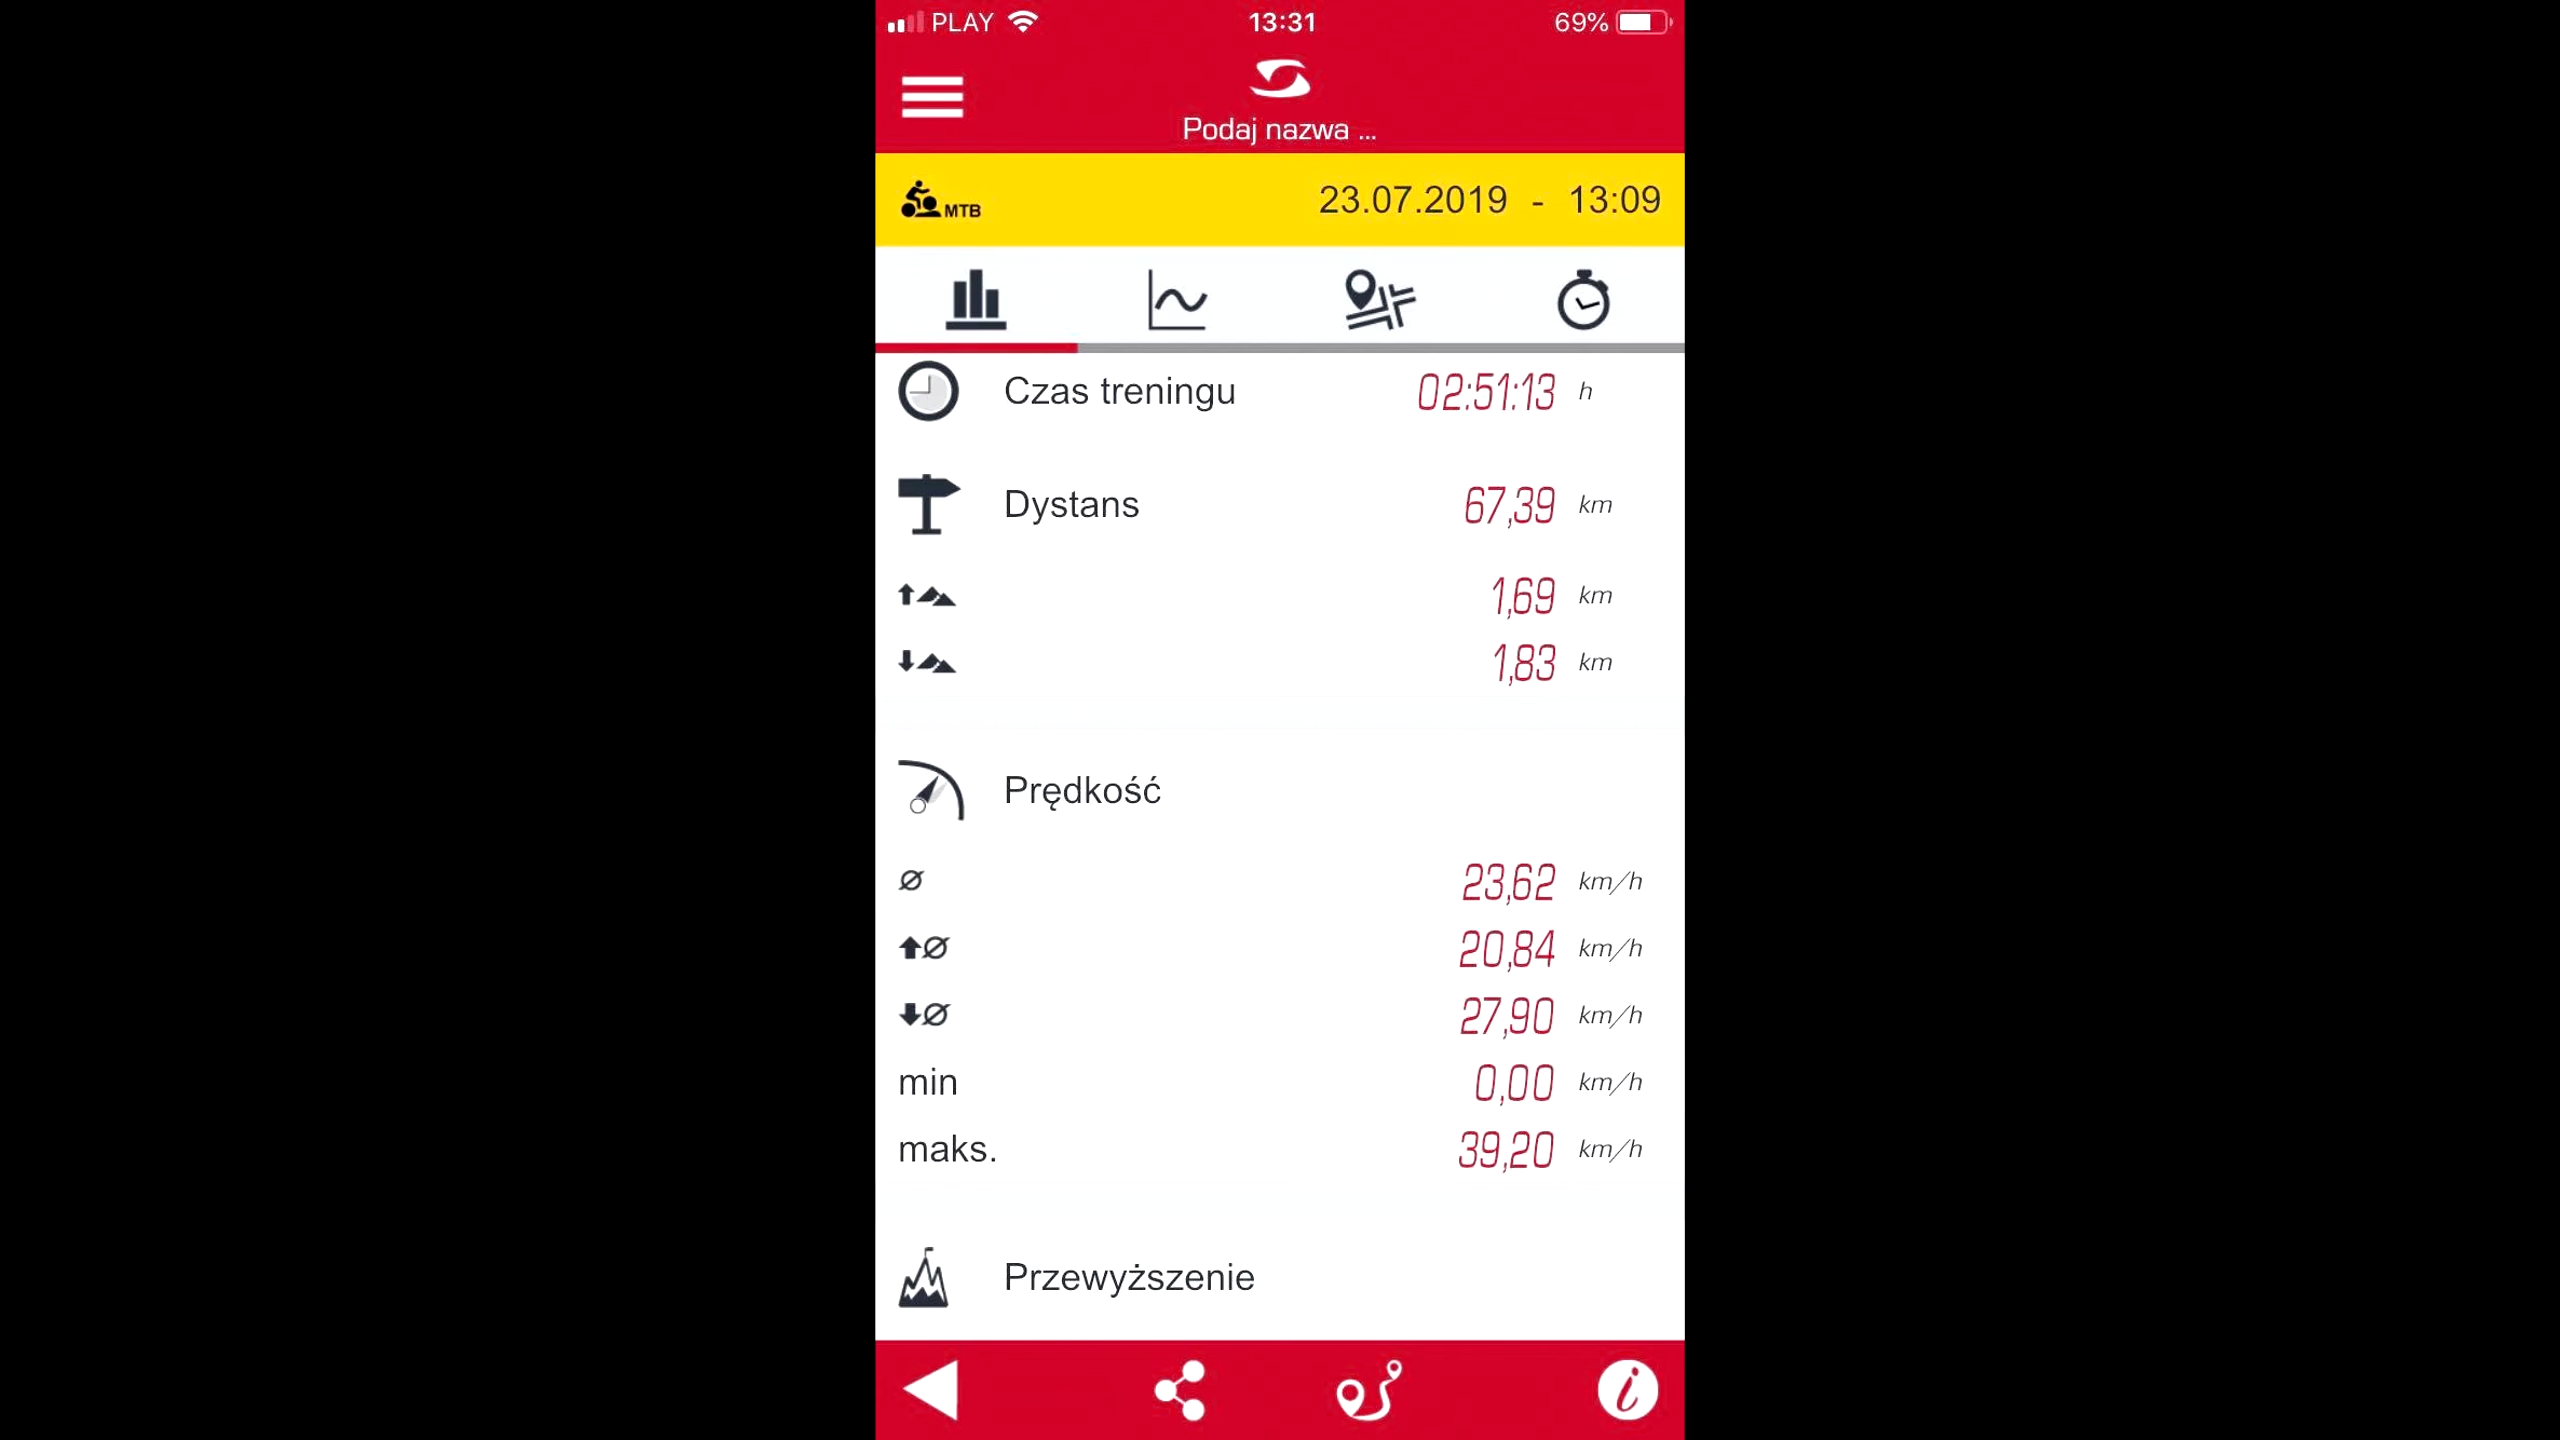 PLAY 13:31 69%
Podaj nazwa ...
MTB 23.07.2019 - 13:09
Czas treningu 02:51:13 h
Dystans 67,39 km
1,69 km
1,83 km
Prędkość
Ø 23,62 km/h
Ø 20,84 km/h
Ø 27,90 km/h
min 0,00 km/h
maks. 39,20 km/h
Przewyższenie
i